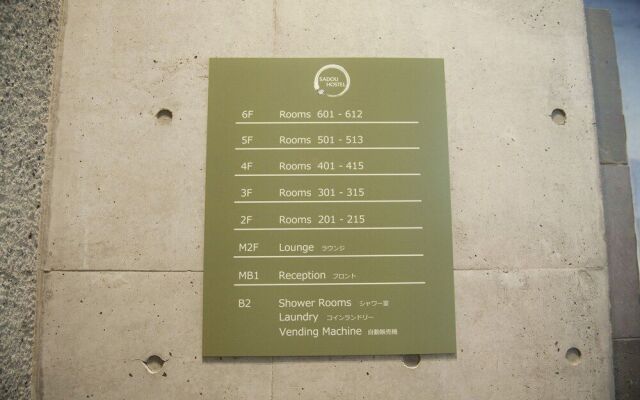 SADOU
HOSTEL
6F Rooms 601 - 612
5F Rooms 501 - 513
4F Rooms 401 - 415
3F Rooms 301 - 315
2F Rooms 201 - 215
M2F Lounge ラウンジ
MB1 Reception フロント
B2 Shower Rooms シャワー室
Laundry コインランドリー
Vending Machine 自動販売機